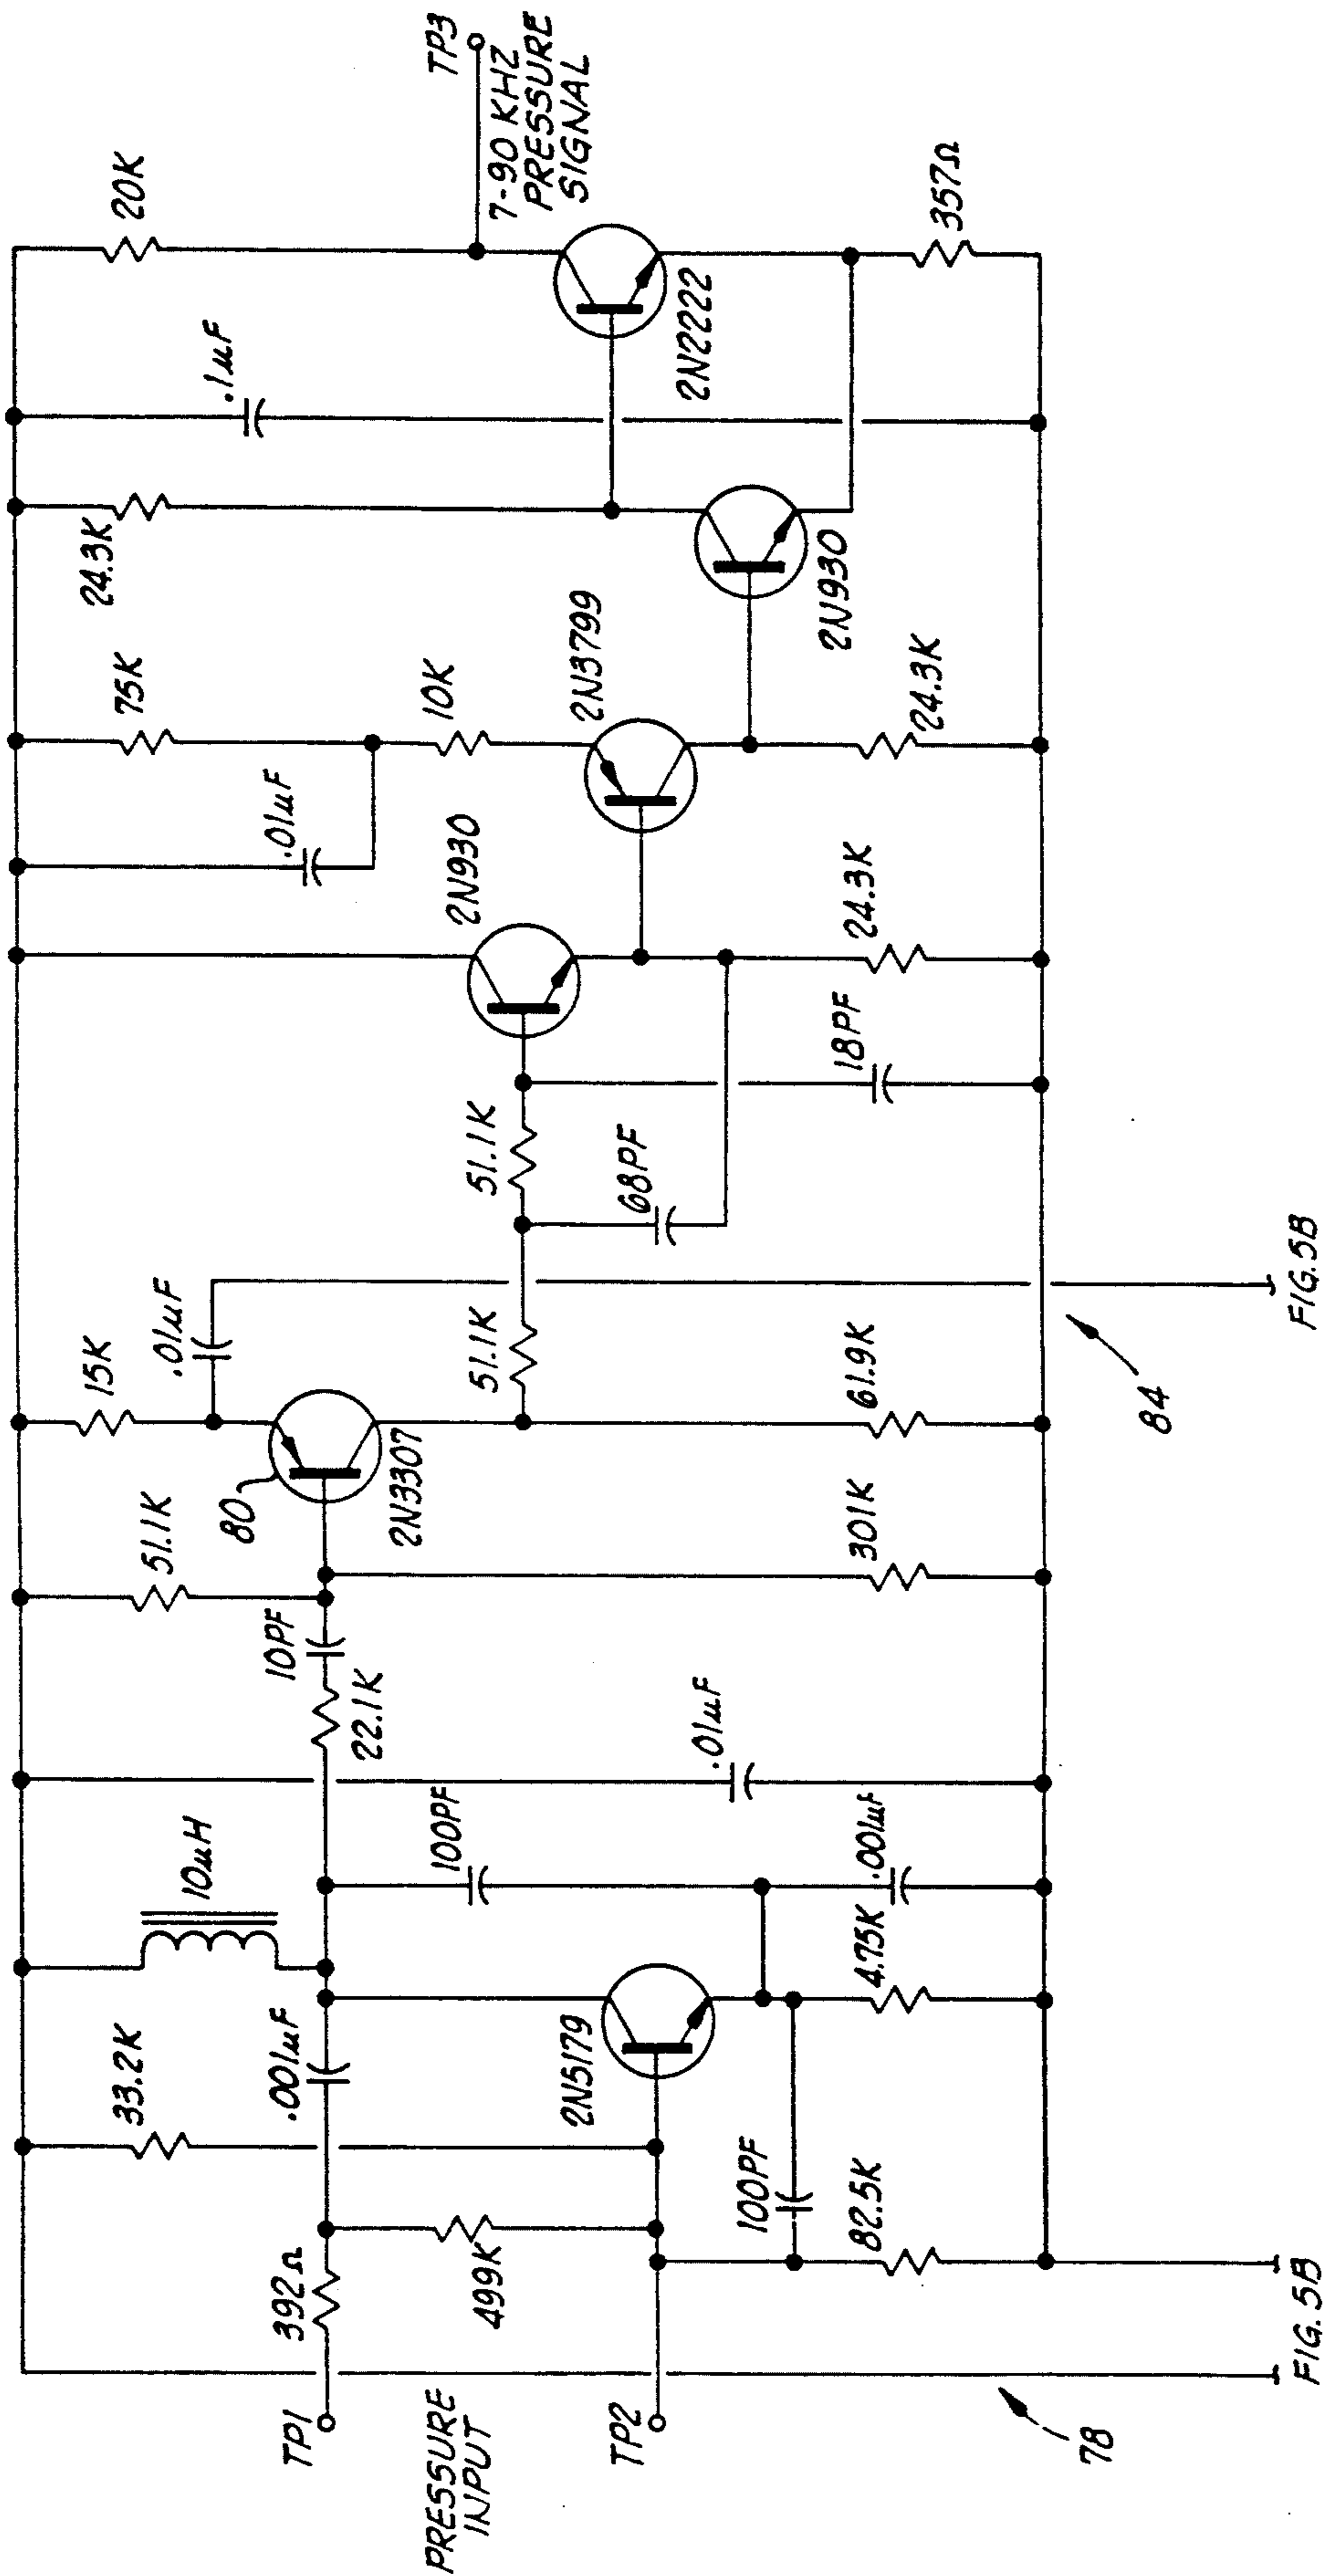 TP1
392Ω
PRESSURE
INPUT
TP2
499K
33.2K
.001µF
2N5179
100PF
82.5K
10µH
100PF
4.75K
.001µF
.01µF
22.1K
10PF
51.1K
80
2N3307
301K
15K
.01µF
51.1K
61.9K
51.1K
68PF
18PF
2N930
24.3K
.01µF
75K
10K
2N3799
24.3K
24.3K
2N930
.1µF
20K
2N2222
357Ω
TP3
7-90 KHZ
PRESSURE
SIGNAL
78
84
FIG. 5B
FIG. 5B